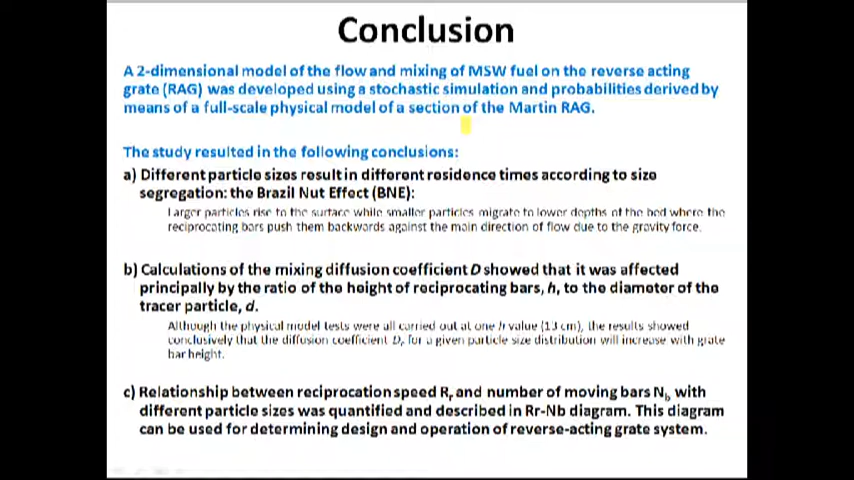 Conclusion
A 2-dimensional model of the flow and mixing of MSW fuel on the reverse acting
grate (RAG) was developed using a stochastic simulation and probabilities derived by
means of a full-scale physical model of a section of the Martin RAG.
The study resulted in the following conclusions:
a) Different particle sizes result in different residence times according to size
segregation: the Brazil Nut Effect (BNE):
Larger particles rise to the surface while smaller particles migrate to lower depths of the bed where the
reciprocating bars push them backwards against the main direction of flow due to the gravity force.
b) Calculations of the mixing diffusion coefficient D showed that it was affected
principally by the ratio of the height of reciprocating bars, h, to the diameter of the
tracer particle, d.
Although the physical model tests were all carried out at one h value (13 cm), the results showed
conclusively that the diffusion coefficient Dr for a given particle size distribution will increase with grate
bar height.
c) Relationship between reciprocation speed Rr and number of moving bars Nb with
different particle sizes was quantified and described in Rr-Nb diagram. This diagram
can be used for determining design and operation of reverse-acting grate system.